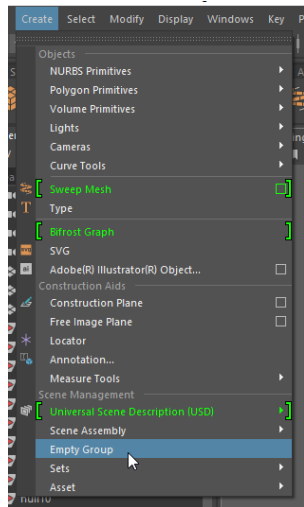 Create Select Modify Display Windows Key
Objects
NURBS Primitives
Polygon Primitives
Volume Primitives
Lights
Cameras
Curve Tools
Sweep Mesh
Type
Bifrost Graph
SVG
Adobe(R) Illustrator(R) Object...
Construction Aids
Construction Plane
Free Image Plane
Locator
Annotation...
Measure Tools
Scene Management
Universal Scene Description (USD)
Scene Assembly
Empty Group
Sets
Asset